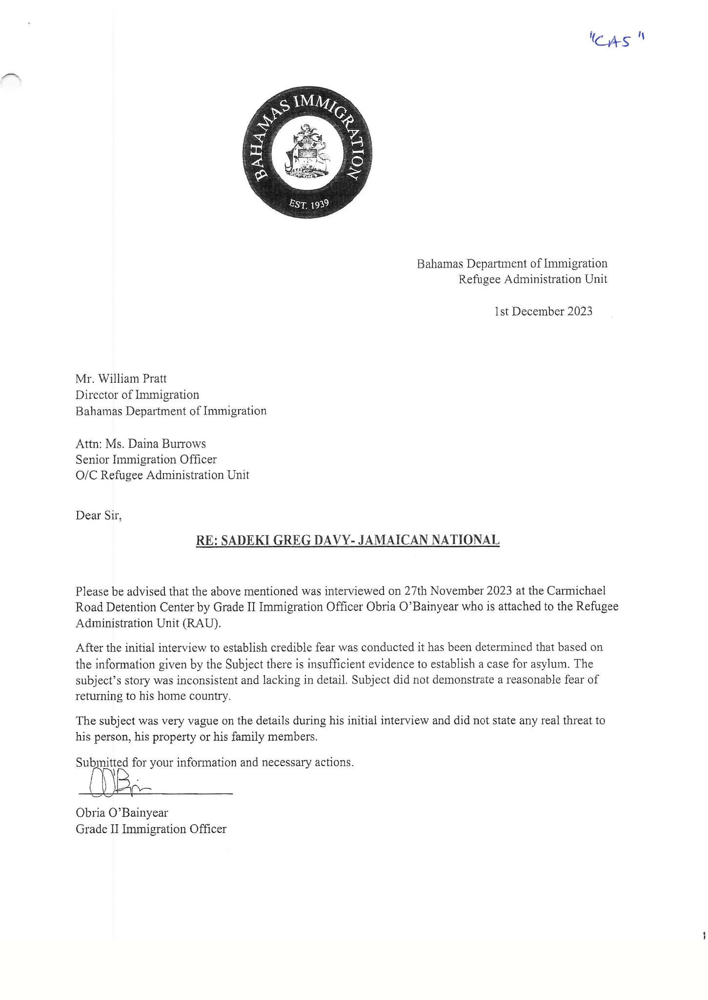 "CA5"
BAHAMAS IMMIGRATION
EST. 1939
Bahamas Department of Immigration
Refugee Administration Unit
1st December 2023
Mr. William Pratt
Director of Immigration
Bahamas Department of Immigration
Attn: Ms. Daina Burrows
Senior Immigration Officer
O/C Refugee Administration Unit
Dear Sir,
RE: SADEKI GREG DAVY- JAMAICAN NATIONAL
Please be advised that the above mentioned was interviewed on 27th November 2023 at the Carmichael
Road Detention Center by Grade II Immigration Officer Obria O'Bainyear who is attached to the Refugee
Administration Unit (RAU).
After the initial interview to establish credible fear was conducted it has been determined that based on
the information given by the Subject there is insufficient evidence to establish a case for asylum. The
subject's story was inconsistent and lacking in detail. Subject did not demonstrate a reasonable fear of
returning to his home country.
The subject was very vague on the details during his initial interview and did not state any real threat to
his person, his property or his family members.
Submitted for your information and necessary actions.
Obria O'Bainyear
Grade II Immigration Officer